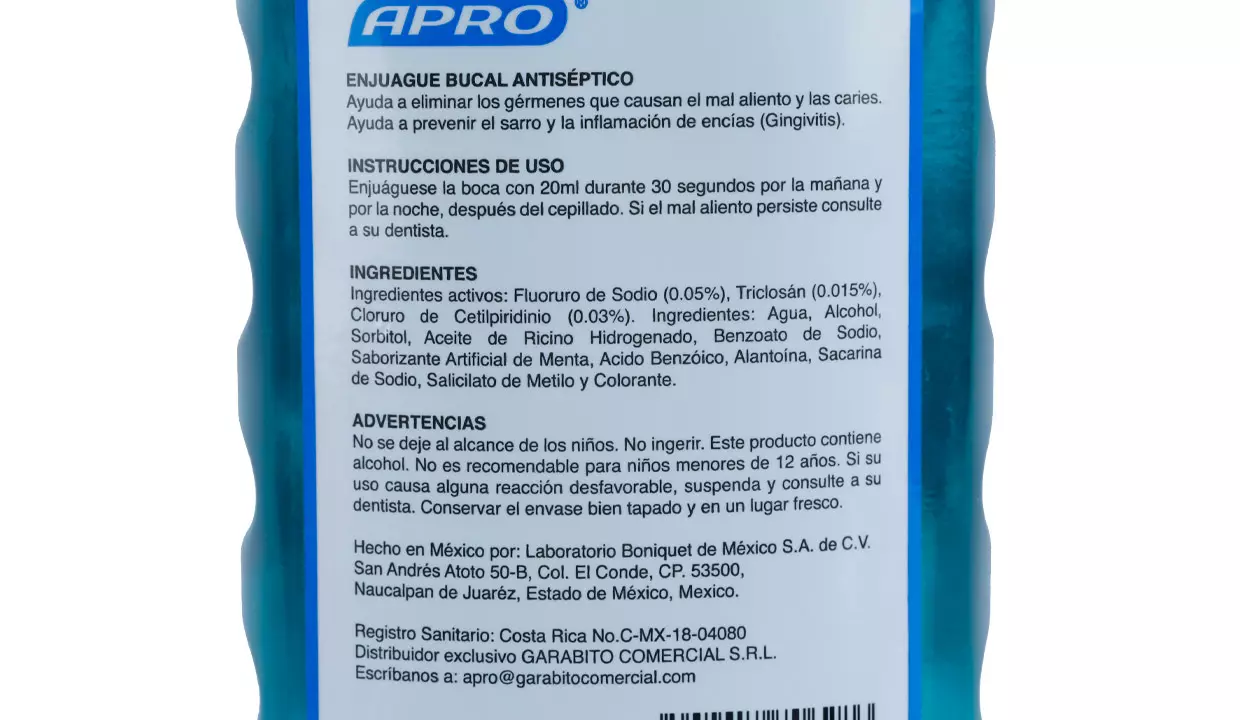 APRO®
ENJUAGUE BUCAL ANTISÉPTICO
Ayuda a eliminar los gérmenes que causan el mal aliento y las caries.
Ayuda a prevenir el sarro y la inflamación de encías (Gingivitis).
INSTRUCCIONES DE USO
Enjuáguese la boca con 20ml durante 30 segundos por la mañana y
por la noche, después del cepillado. Si el mal aliento persiste consulte
a su dentista.
INGREDIENTES
Ingredientes activos: Fluoruro de Sodio (0.05%), Triclosán (0.015%),
Cloruro de Cetilpiridinio (0.03%). Ingredientes: Agua, Alcohol,
Sorbitol, Aceite de Ricino Hidrogenado, Benzoato de Sodio,
Saborizante Artificial de Menta, Acido Benzóico, Alantoína, Sacarina
de Sodio, Salicilato de Metilo y Colorante.
ADVERTENCIAS
No se deje al alcance de los niños. No ingerir. Este producto contiene
alcohol. No es recomendable para niños menores de 12 años. Si su
uso causa alguna reacción desfavorable, suspenda y consulte a su
dentista. Conservar el envase bien tapado y en un lugar fresco.
Hecho en México por: Laboratorio Boniquet de México S.A. de C.V.
San Andrés Atoto 50-B, Col. El Conde, CP. 53500,
Naucalpan de Juaréz, Estado de México, Mexico.
Registro Sanitario: Costa Rica No.C-MX-18-04080
Distribuidor exclusivo GARABITO COMERCIAL S.R.L.
Escríbanos a: apro@garabitocomercial.com